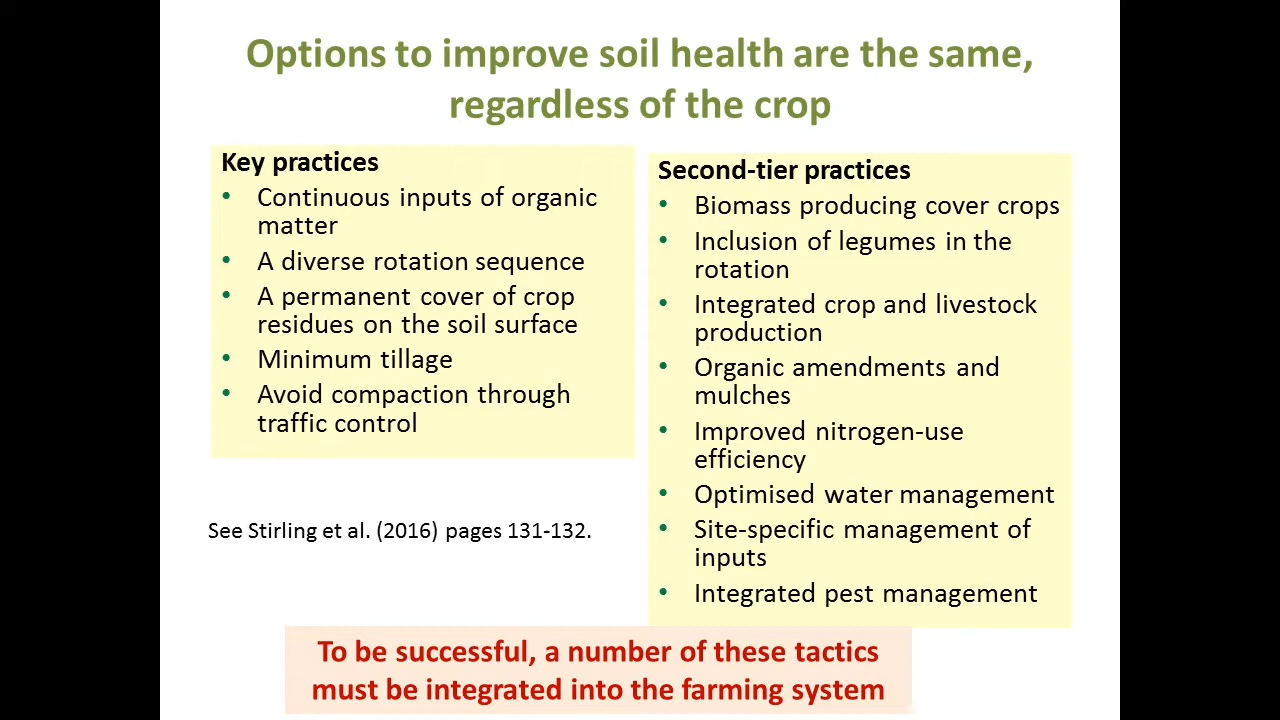 Options to improve soil health are the same,
regardless of the crop
Key practices
• Continuous inputs of organic
matter
• A diverse rotation sequence
• A permanent cover of crop
residues on the soil surface
• Minimum tillage
• Avoid compaction through
traffic control
See Stirling et al. (2016) pages 131-132.
Second-tier practices
• Biomass producing cover crops
• Inclusion of legumes in the
rotation
• Integrated crop and livestock
production
• Organic amendments and
mulches
• Improved nitrogen-use
efficiency
• Optimised water management
• Site-specific management of
inputs
• Integrated pest management
To be successful, a number of these tactics
must be integrated into the farming system